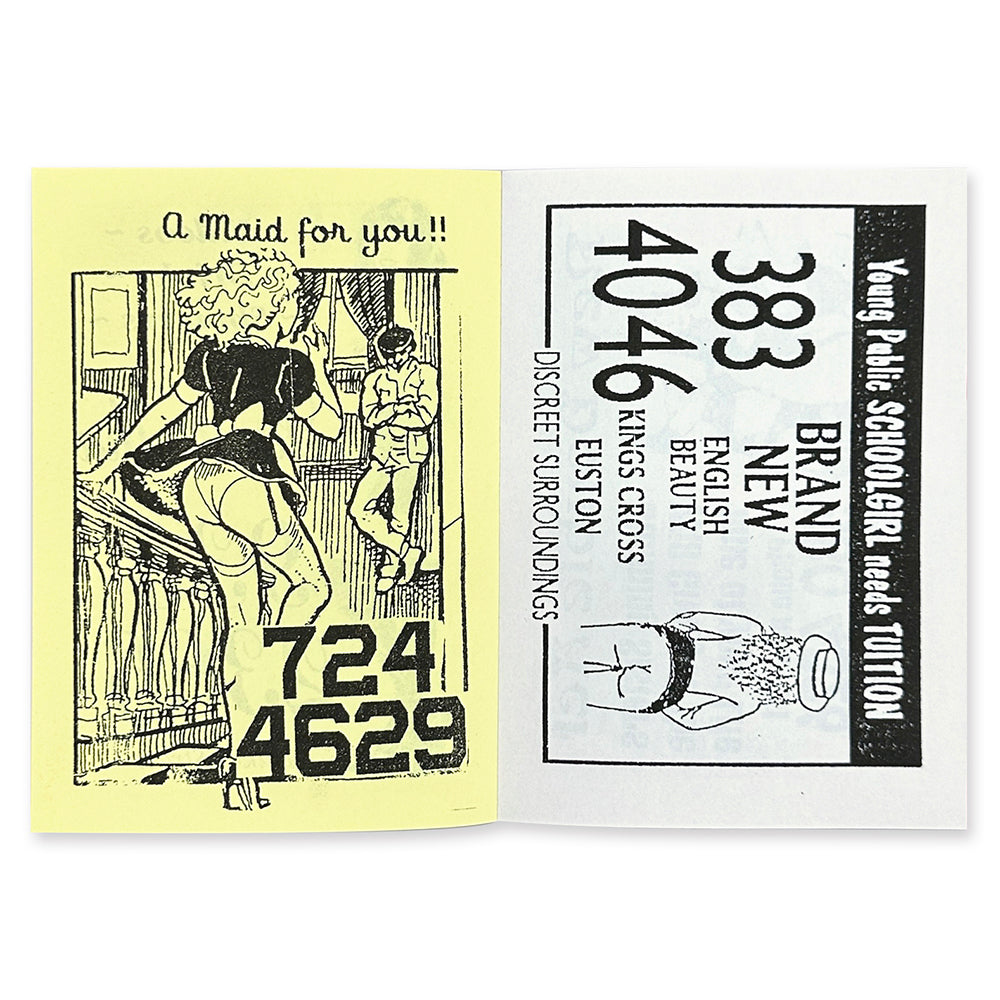 A Maid for you!!
724
4629
Young Public SCHOOLGIRL needs TUITION
383
4046
BRAND
NEW
ENGLISH
BEAUTY
KINGS CROSS
EUSTON
DISCREET SURROUNDINGS